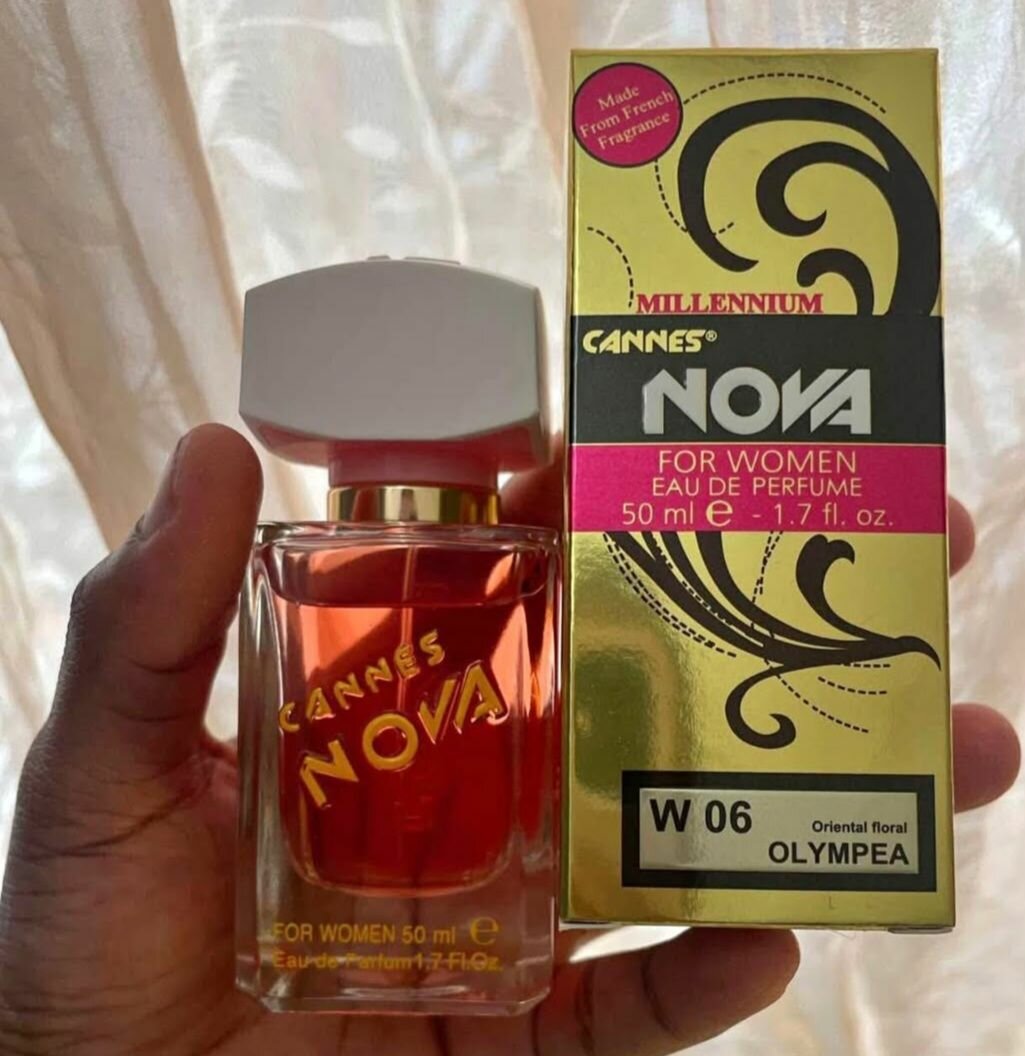 Made
From French
Fragrance
MILLENNIUM
CANNES®
NOVA
FOR WOMEN
EAU DE PERFUME
50 ml e - 1.7 fl. oz.
W 06
Oriental floral
OLYMPEA
CANNES
NOVA
FOR WOMEN 50 ml e
Eau de Parfum 1.7 Fl.Oz.